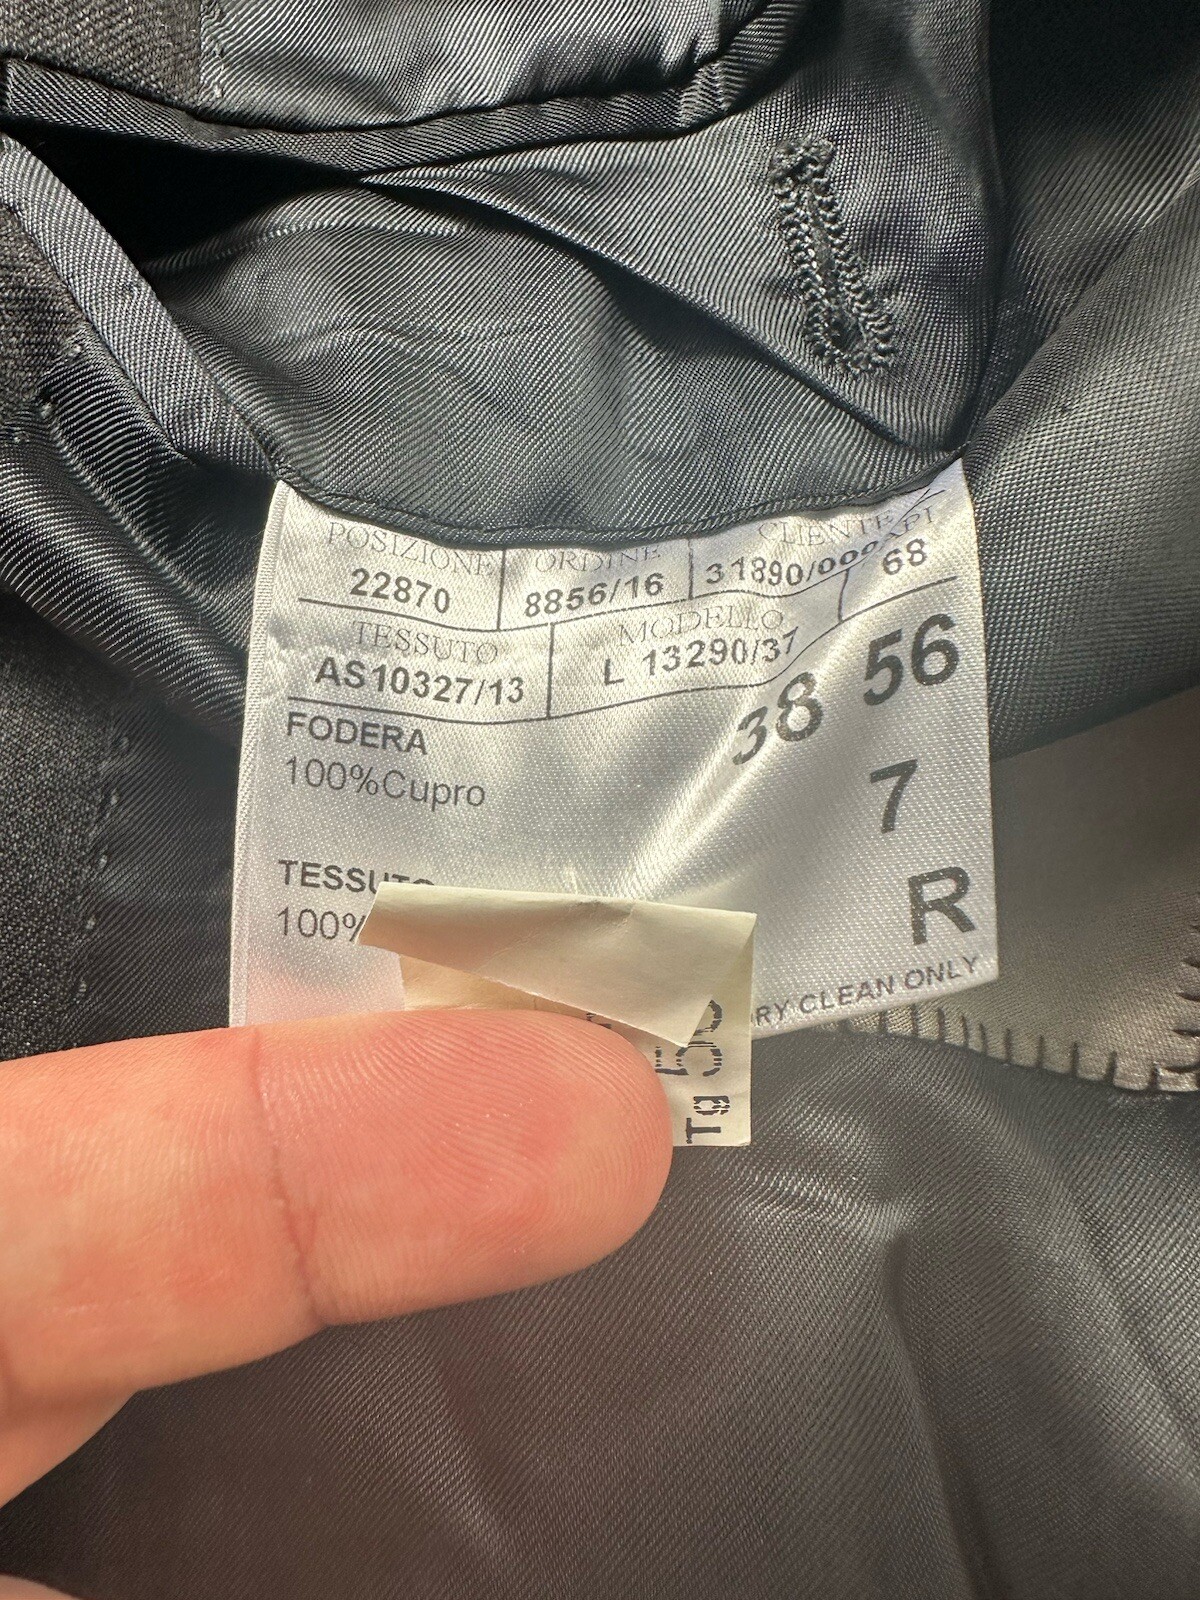 POSIZIONE ORDINE CLIENTE
22870 8856/16 31890/000 68
TESSUTO MODELLO
AS10327/13 L 13290/37
38 56
FODERA
100%Cupro
7
TESSUTO
R
100%
DRY CLEAN ONLY
Tg